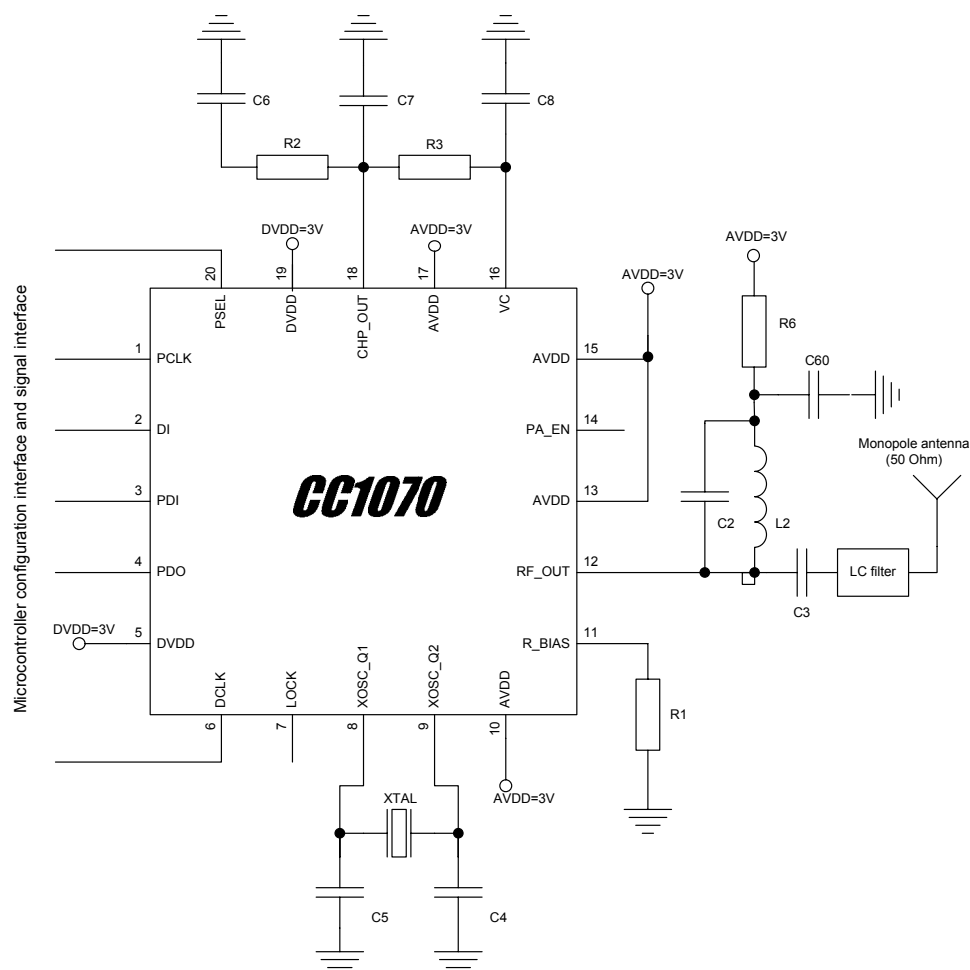 C6
C7
C8
R2
R3
DVDD=3V
AVDD=3V
AVDD=3V
AVDD=3V
20
19
18
17
16
PSEL
DVDD
CHP_OUT
AVDD
VC
R6
C60
Microcontroller configuration interface and signal interface
1
PCLK
AVDD
15
2
DI
PA_EN
14
Monopole antenna
(50 Ohm)
3
PDI
CC1070
AVDD
13
C2
L2
4
PDO
RF_OUT
12
LC filter
C3
DVDD=3V
5
DVDD
R_BIAS
11
DCLK
LOCK
XOSC_Q1
XOSC_Q2
AVDD
R1
6
7
8
9
10
XTAL
AVDD=3V
C5
C4